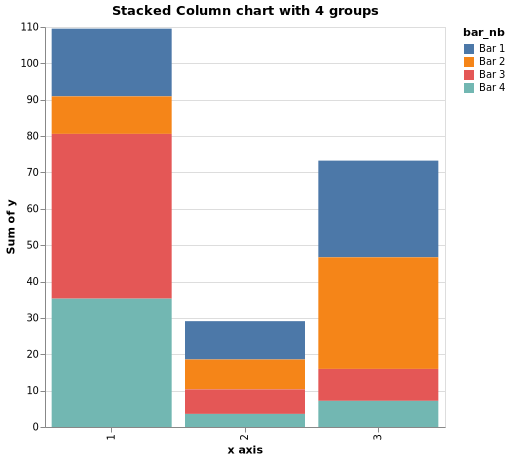 Stacked Column chart with 4 groups
bar_nb
Bar 1
Bar 2
Bar 3
Bar 4
Sum of y
110
100
90
80
70
60
50
40
30
20
10
0
1
2
3
x axis